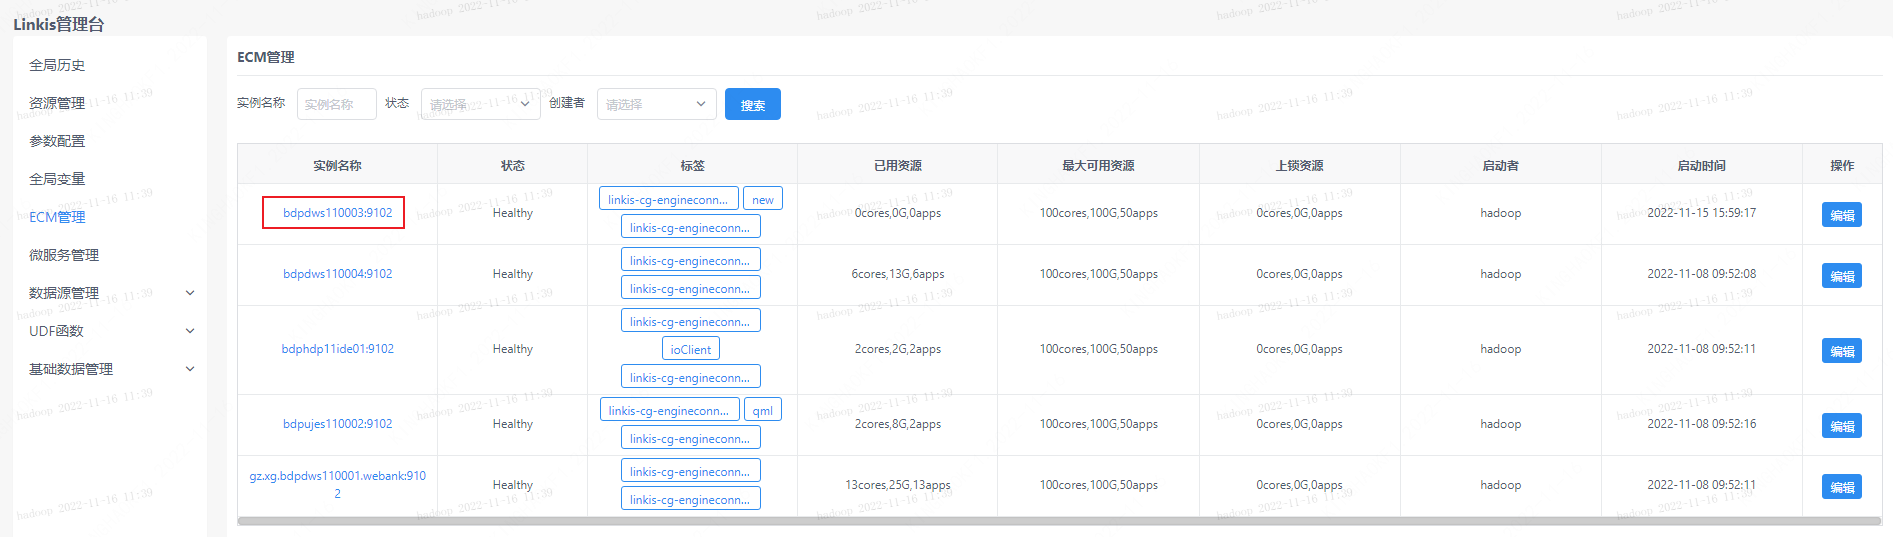 Linkis管理台
全局历史
资源管理
参数配置
全局变量
ECM管理
微服务管理
数据源管理
UDF函数
基础数据管理
ECM管理
实例名称 实例名称 状态 请选择 创建者 请选择 搜索
实例名称 状态 标签 已用资源 最大可用资源 上锁资源 启动者 启动时间 操作
bdpdws110003:9102 Healthy linkis-cg-engineconn... new linkis-cg-engineconn... 0cores,0G,0apps 100cores,100G,50apps 0cores,0G,0apps hadoop 2022-11-15 15:59:17 编辑
bdpdws110004:9102 Healthy linkis-cg-engineconn... linkis-cg-engineconn... 6cores,13G,6apps 100cores,100G,50apps 0cores,0G,0apps hadoop 2022-11-08 09:52:08 编辑
bdphdp11ide01:9102 Healthy linkis-cg-engineconn... ioClient linkis-cg-engineconn... 2cores,2G,2apps 100cores,100G,50apps 0cores,0G,0apps hadoop 2022-11-08 09:52:11 编辑
bdpujes110002:9102 Healthy linkis-cg-engineconn... qml linkis-cg-engineconn... 2cores,8G,2apps 100cores,100G,50apps 0cores,0G,0apps hadoop 2022-11-08 09:52:16 编辑
gz.xg.bdpdws110001.webank:9102 Healthy linkis-cg-engineconn... linkis-cg-engineconn... 13cores,25G,13apps 100cores,100G,50apps 0cores,0G,0apps hadoop 2022-11-08 09:52:11 编辑
hadoop 2022-11-16 11:39